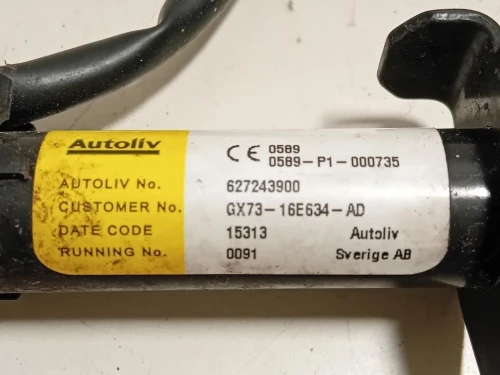 Autoliv
CE 0589
0589-P1-000735
AUTOLIV No. 627243900
CUSTOMER No. GX73-16E634-AD
DATE CODE 15313 Autoliv
RUNNING No. 0091 Sverige AB